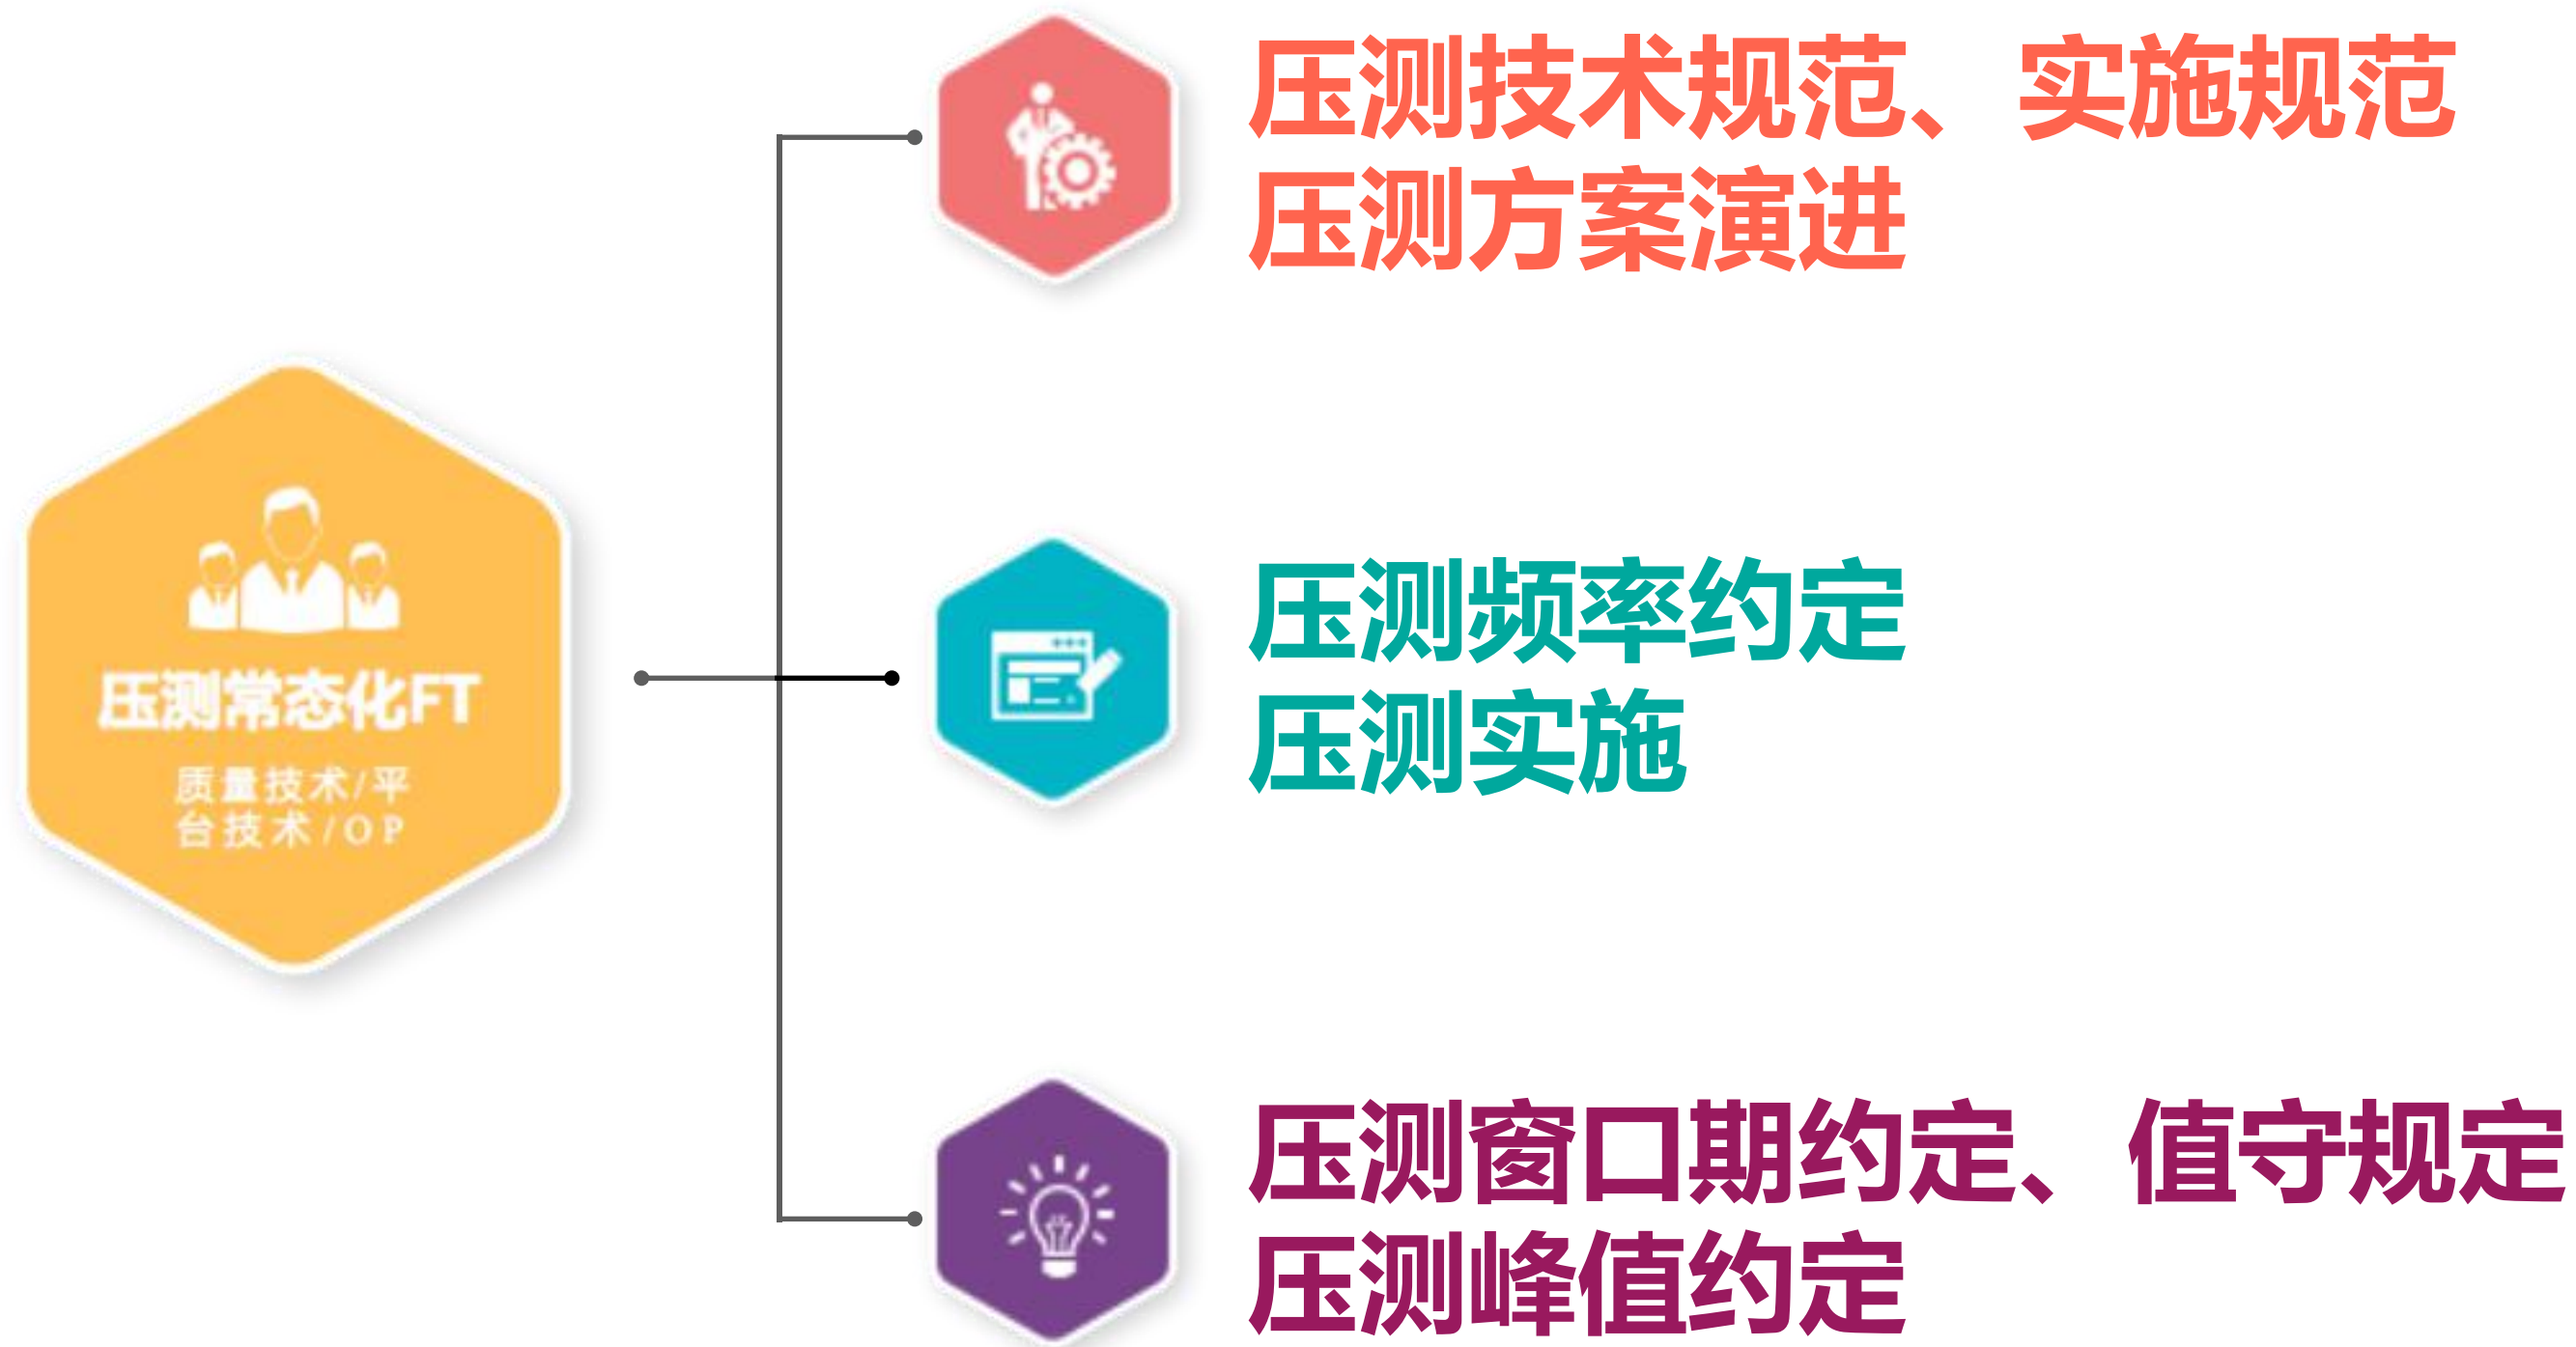 压测技术规范、实施规范
压测方案演进
压测常态化FT
质量技术/平
台技术/OP
压测频率约定
压测实施
压测窗口期约定、值守规定
压测峰值约定